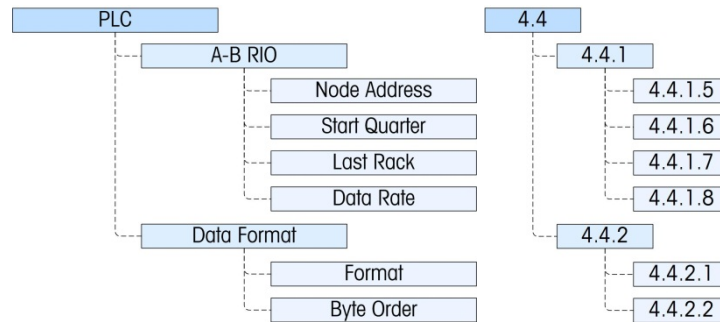 PLC 4.4
A-B RIO 4.4.1
Node Address 4.4.1.5
Start Quarter 4.4.1.6
Last Rack 4.4.1.7
Data Rate 4.4.1.8
Data Format 4.4.2
Format 4.4.2.1
Byte Order 4.4.2.2